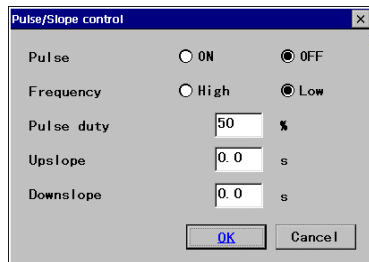 Pulse/Slope control
Pulse ON OFF
Frequency High Low
Pulse duty 50 %
Upslope 0.0 s
Downslope 0.0 s
OK Cancel